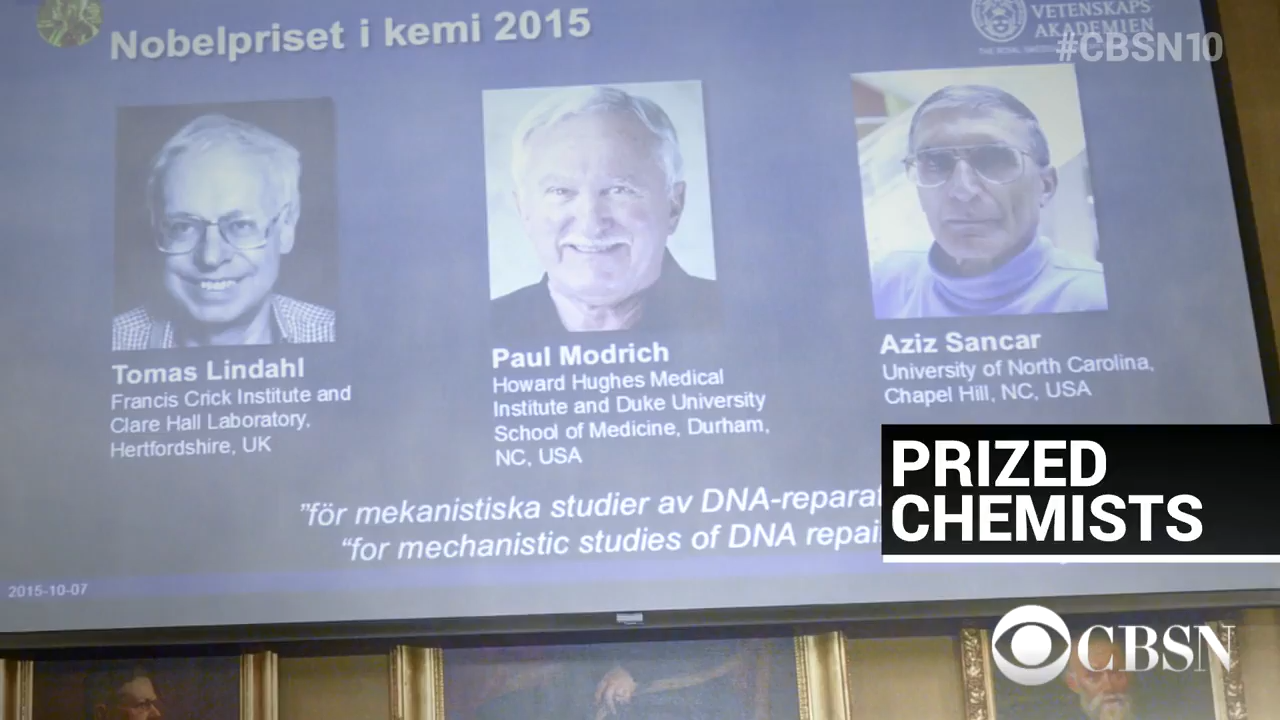 Nobelpriset i kemi 2015
VETENSKAPS
AKADEMIEN
THE ROYAL
#CBSN10
Tomas Lindahl
Francis Crick Institute and
Clare Hall Laboratory,
Hertfordshire, UK
Paul Modrich
Howard Hughes Medical
Institute and Duke University
School of Medicine, Durham,
NC, USA
Aziz Sancar
University of North Carolina,
Chapel Hill, NC, USA
”för mekanistiska studier av DNA-reparat
“for mechanistic studies of DNA repai
2015-10-07
PRIZED
CHEMISTS
CBSN